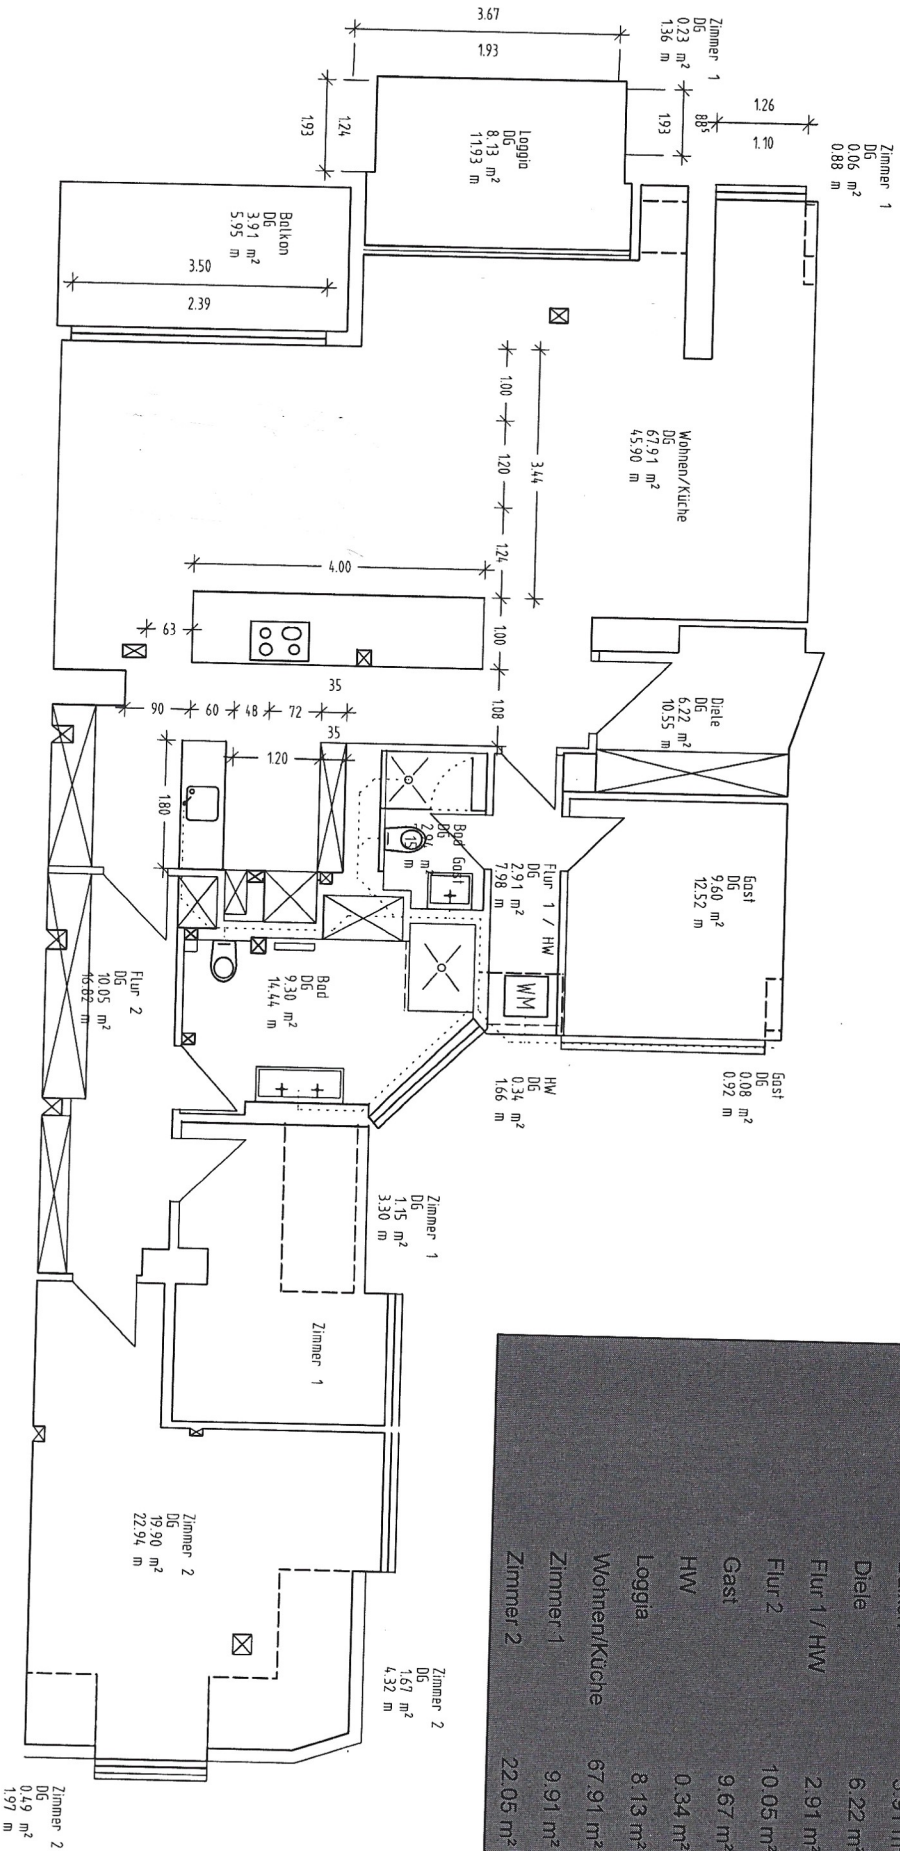 3.67
1.93
Zimmer 1
DG
0.23 m²
1.36 m
88⁵
1.93
1.26
1.10
Zimmer 1
DG
0.06 m²
0.88 m
1.24
1.93
Loggia
DG
8.13 m²
11.93 m
Balkon
DG
3.91 m²
5.95 m
3.50
2.39
Wohnen/Küche
DG
67.91 m²
45.90 m
1.00
1.20
1.24
1.00
1.08
3.44
4.00
63
35
90
60
48
72
35
1.20
1.80
Diele
DG
6.22 m²
10.55 m
Bad Gast
DG
Flur 1 / HW
DG
2.91 m²
7.98 m
Gast
DG
9.60 m²
12.52 m
WM
Flur 2
DG
10.05 m²
16.82 m
Bad
DG
9.30 m²
14.44 m
HW
DG
0.34 m²
1.66 m
Gast
DG
0.08 m²
0.92 m
Zimmer 1
DG
1.15 m²
3.30 m
Zimmer 1
Zimmer 2
DG
19.90 m²
22.94 m
Zimmer 2
DG
1.67 m²
4.32 m
Zimmer 2
DG
0.49 m²
1.97 m
Diele 6.22 m²
Flur 1 / HW 2.91 m²
Flur 2 10.05 m²
Gast 9.67 m²
HW 0.34 m²
Loggia 8.13 m²
Wohnen/Küche 67.91 m²
Zimmer 1 9.91 m²
Zimmer 2 22.05 m²